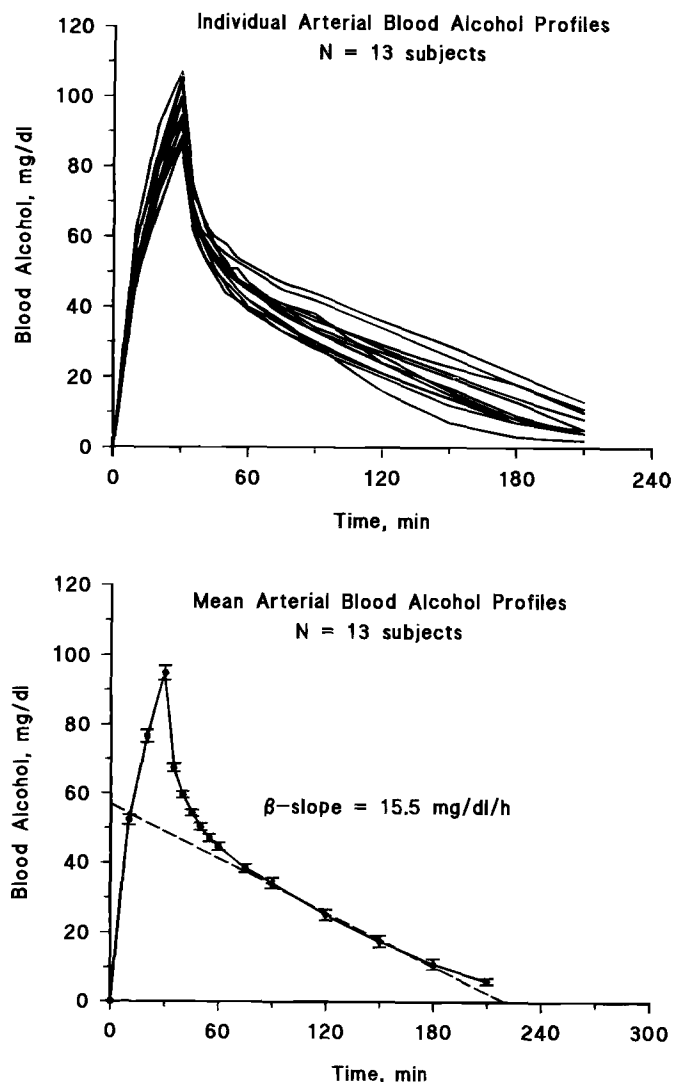 Individual Arterial Blood Alcohol Profiles
N = 13 subjects
120
100
80
60
40
20
0
Blood Alcohol, mg/dl
0 60 120 180 240
Time, min
Mean Arterial Blood Alcohol Profiles
N = 13 subjects
120
100
80
60
40
20
0
Blood Alcohol, mg/dl
β-slope = 15.5 mg/dl/h
0 60 120 180 240 300
Time, min